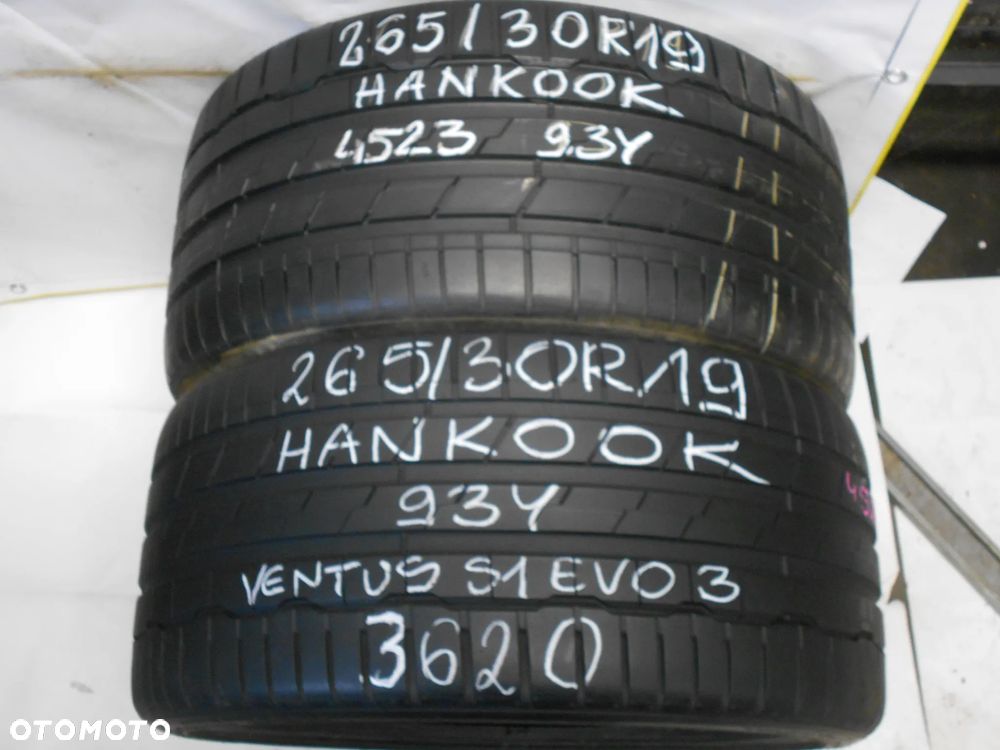 265/30R19
HANKOOK
4523 93Y
265/30R19
HANKOOK
93Y
VENTUS S1 EVO 3
3620
OTOMOTO